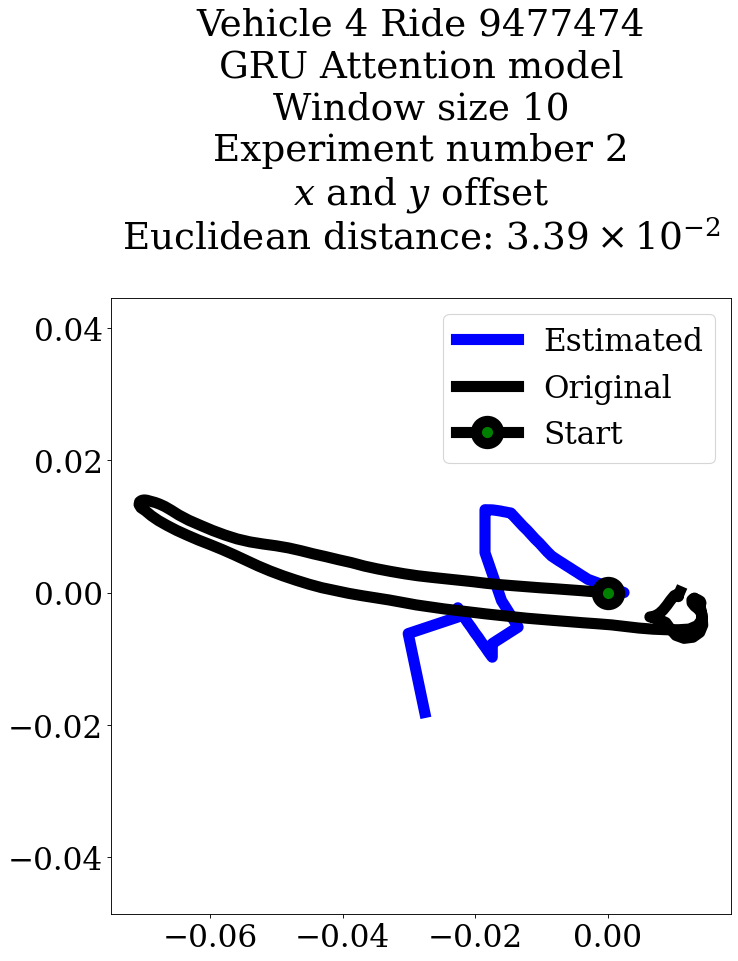 Vehicle 4 Ride 9477474
GRU Attention model
Window size 10
Experiment number 2
x and y offset
Euclidean distance: 3.39 × 10⁻²
Estimated
Original
Start
0.04
0.02
0.00
−0.02
−0.04
−0.06 −0.04 −0.02 0.00